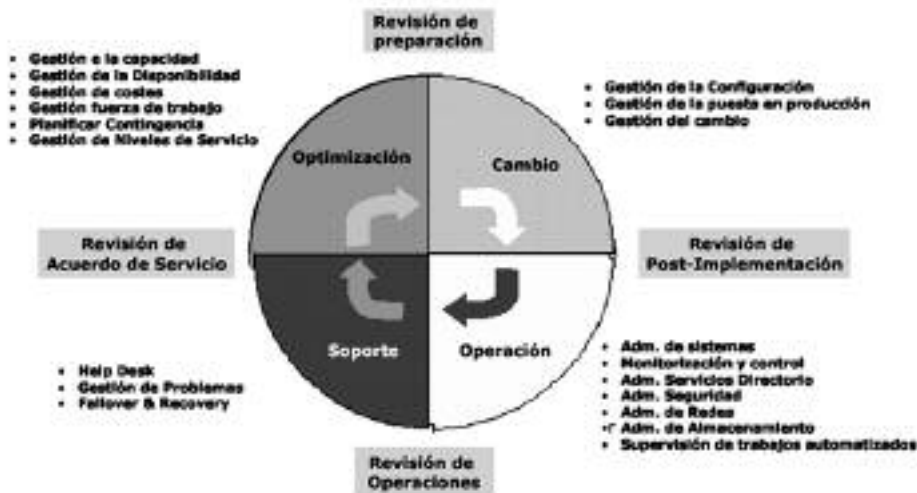 Revisión de
preparación
• Gestión e la capacidad
• Gestión de la Disponibilidad
• Gestión de costes
• Gestión fuerza de trabajo
• Planificar Contingencia
• Gestión de Niveles de Servicio
• Gestión de la Configuración
• Gestión de la puesta en producción
• Gestión del cambio
Optimización
Cambio
Revisión de
Acuerdo de Servicio
Revisión de
Post-Implementación
Soporte
Operación
• Help Desk
• Gestión de Problemas
• Failover & Recovery
• Adm. de sistemas
• Monitorización y control
• Adm. Servicios Directorio
• Adm. Seguridad
• Adm. de Redes
• Adm. de Almacenamiento
• Supervisión de trabajos automatizados
Revisión de
Operaciones